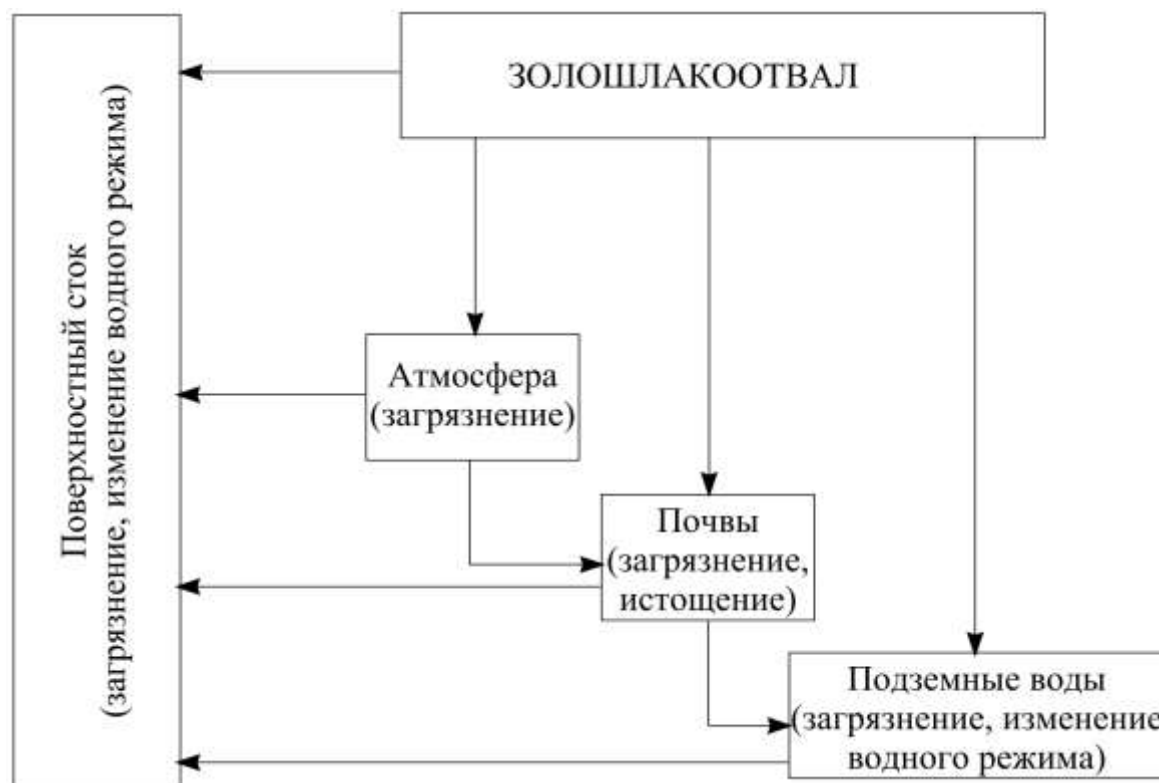 ЗОЛОШЛАКООТВАЛ
Поверхностный сток
(загрязнение, изменение водного режима)
Атмосфера
(загрязнение)
Почвы
(загрязнение,
истощение)
Подземные воды
(загрязнение, изменение
водного режима)